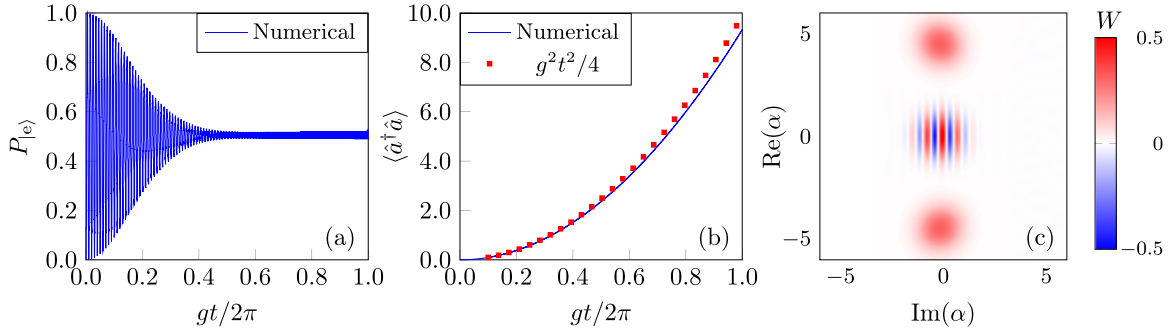 1.0
0.8
0.6
0.4
0.2
0.0
P|e⟩
Numerical
(a)
0.0 0.2 0.4 0.6 0.8 1.0
gt/2π
10.0
8.0
6.0
4.0
2.0
0.0
⟨â†â⟩
Numerical
g²t²/4
(b)
0.0 0.2 0.4 0.6 0.8 1.0
gt/2π
5
0
−5
Re(α)
(c)
−5 0 5
Im(α)
W
0.5
0
−0.5